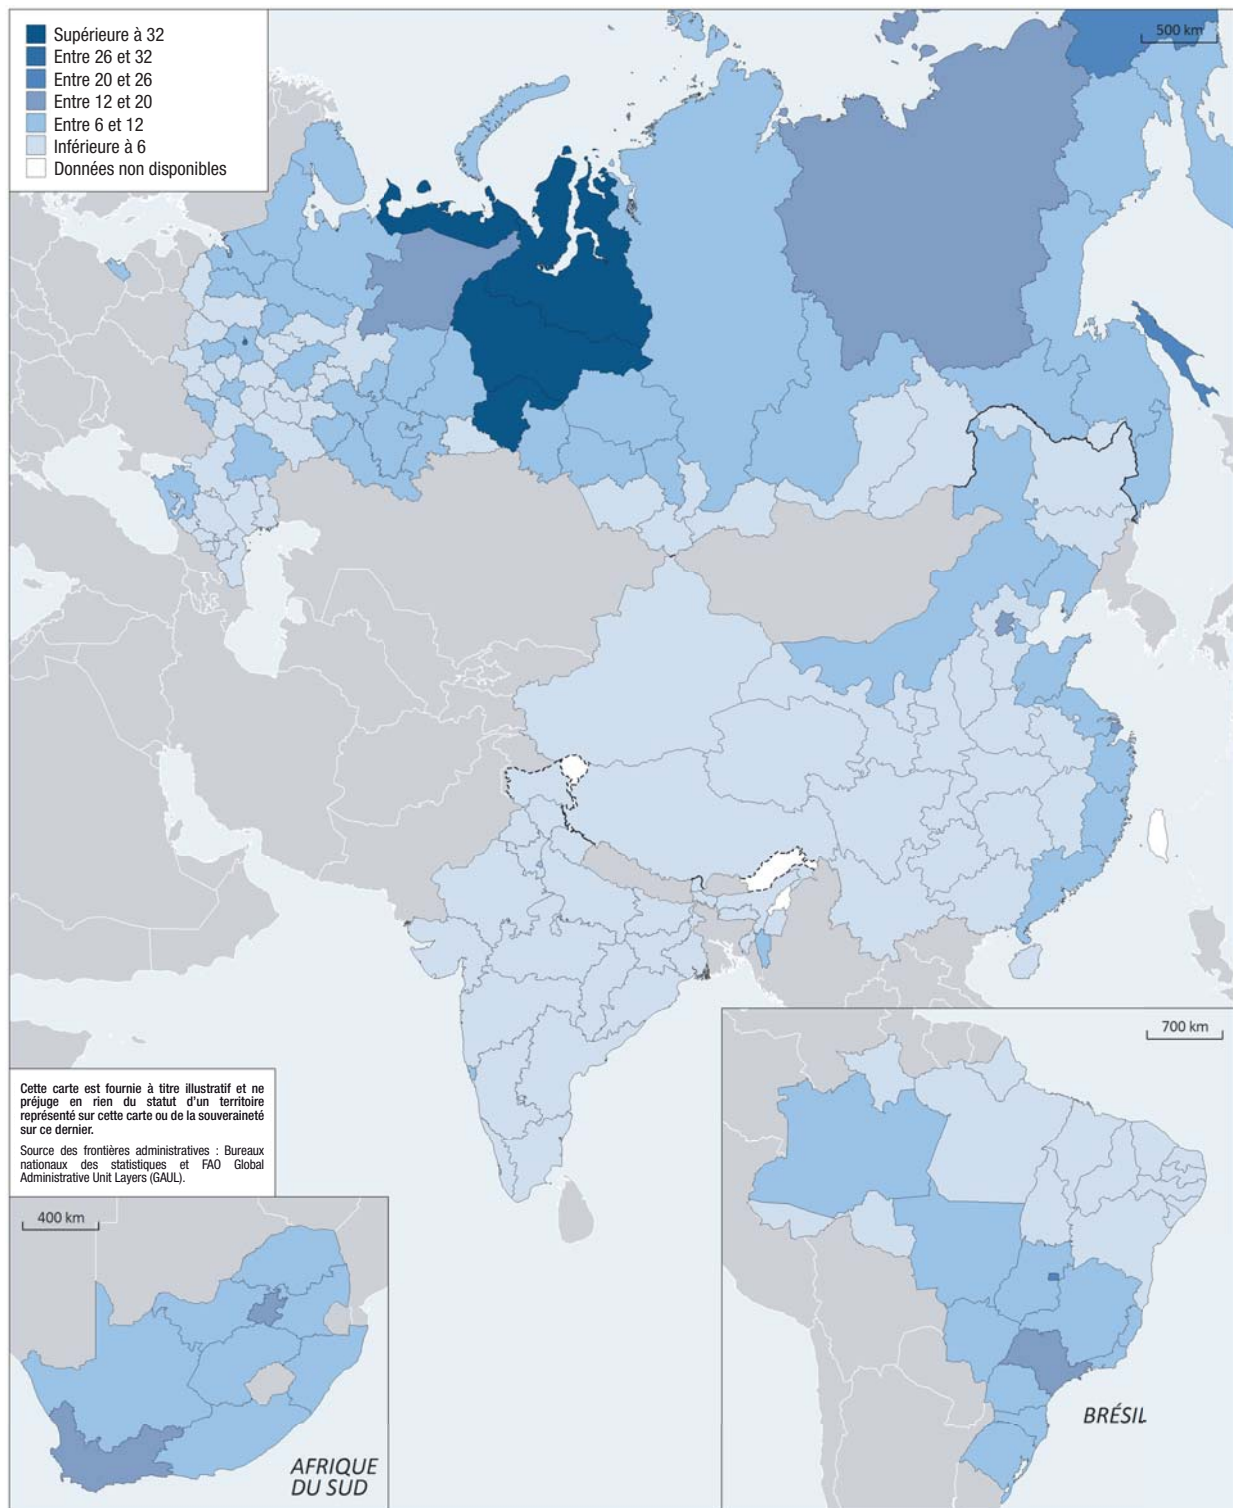 Supérieure à 32
Entre 26 et 32
Entre 20 et 26
Entre 12 et 20
Entre 6 et 12
Inférieure à 6
Données non disponibles
500 km
700 km
Cette carte est fournie à titre illustratif et ne
préjuge en rien du statut d'un territoire
représenté sur cette carte ou de la souveraineté
sur ce dernier.
Source des frontières administratives : Bureaux
nationaux des statistiques et FAO Global
Administrative Unit Layers (GAUL).
400 km
AFRIQUE
DU SUD
BRÉSIL